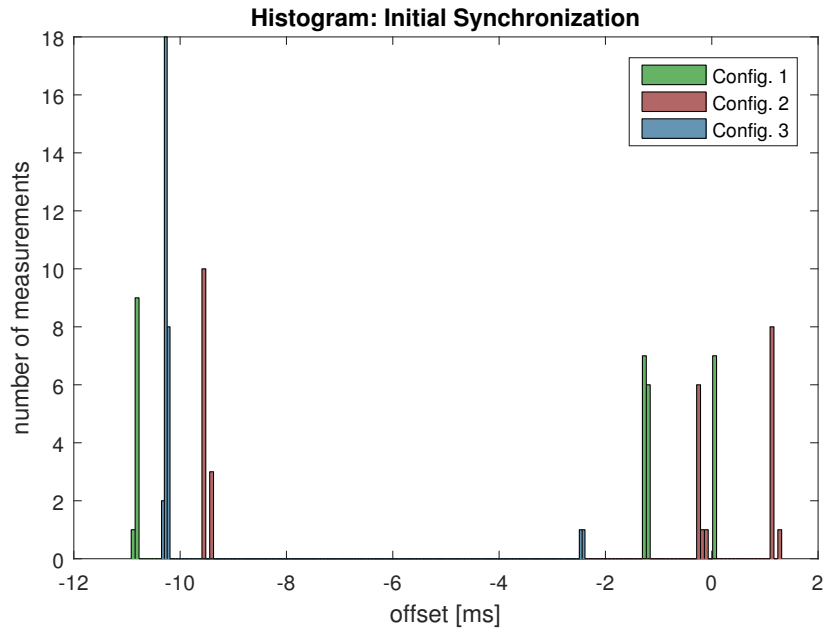 Histogram: Initial Synchronization
18
16
14
12
10
8
6
4
2
0
number of measurements
Config. 1
Config. 2
Config. 3
-12 -10 -8 -6 -4 -2 0 2
offset [ms]